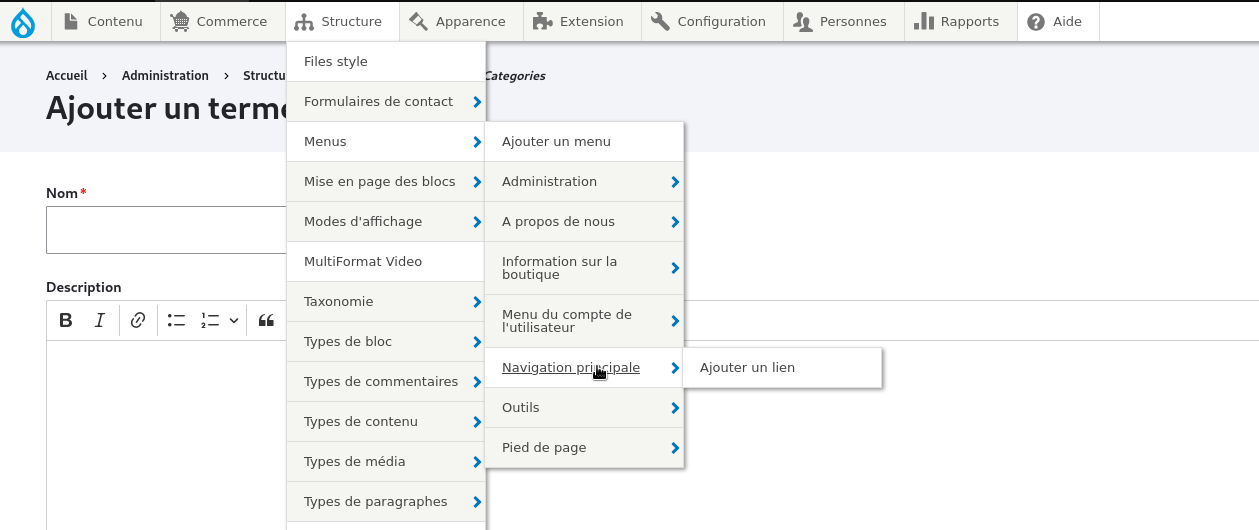 Contenu Commerce Structure Apparence Extension Configuration Personnes Rapports Aide
Accueil Administration Structu Categories
Ajouter un terme
Nom*
Description
B I
Files style
Formulaires de contact
Menus
Mise en page des blocs
Modes d'affichage
MultiFormat Video
Taxonomie
Types de bloc
Types de commentaires
Types de contenu
Types de média
Types de paragraphes
Ajouter un menu
Administration
A propos de nous
Information sur la
boutique
Menu du compte de
l'utilisateur
Navigation principale
Outils
Pied de page
Ajouter un lien